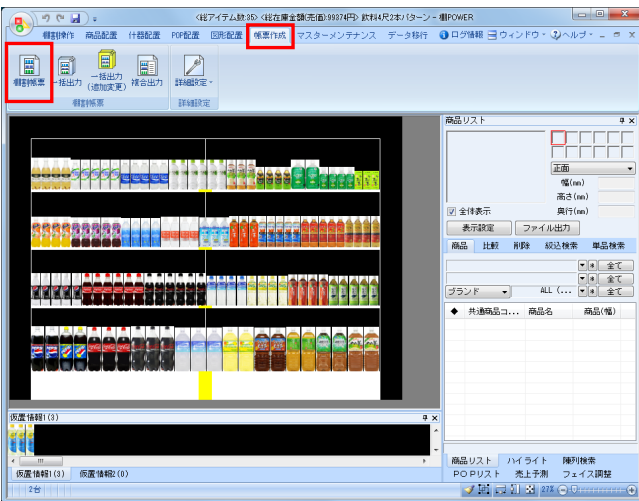 <総アイテム数:35> <総在庫金額(売価):99374円> 飲料4尺2本パターン - 棚POWER
棚割操作 商品配置 什器配置 POP配置 図形配置 帳票作成 マスターメンテナンス データ移行 ログ情報 ウィンドウ ヘルプ
棚割帳票 一括出力 一括出力(追加変更) 複合出力 詳細設定
棚割帳票 詳細設定
商品リスト
正面
幅(mm)
高さ(mm)
全体表示 奥行(mm)
表示設定 ファイル出力
商品 比較 削除 絞込検索 単品検索
* 全て
* 全て
ブランド ALL (... * 全て
◆ 共通商品コ... 商品名 商品(幅)
仮置情報1(3)
仮置情報1(3) 仮置情報2(0)
商品リスト ハイライト 陳列検索
POPリスト 売上予測 フェイス調整
2台 27%